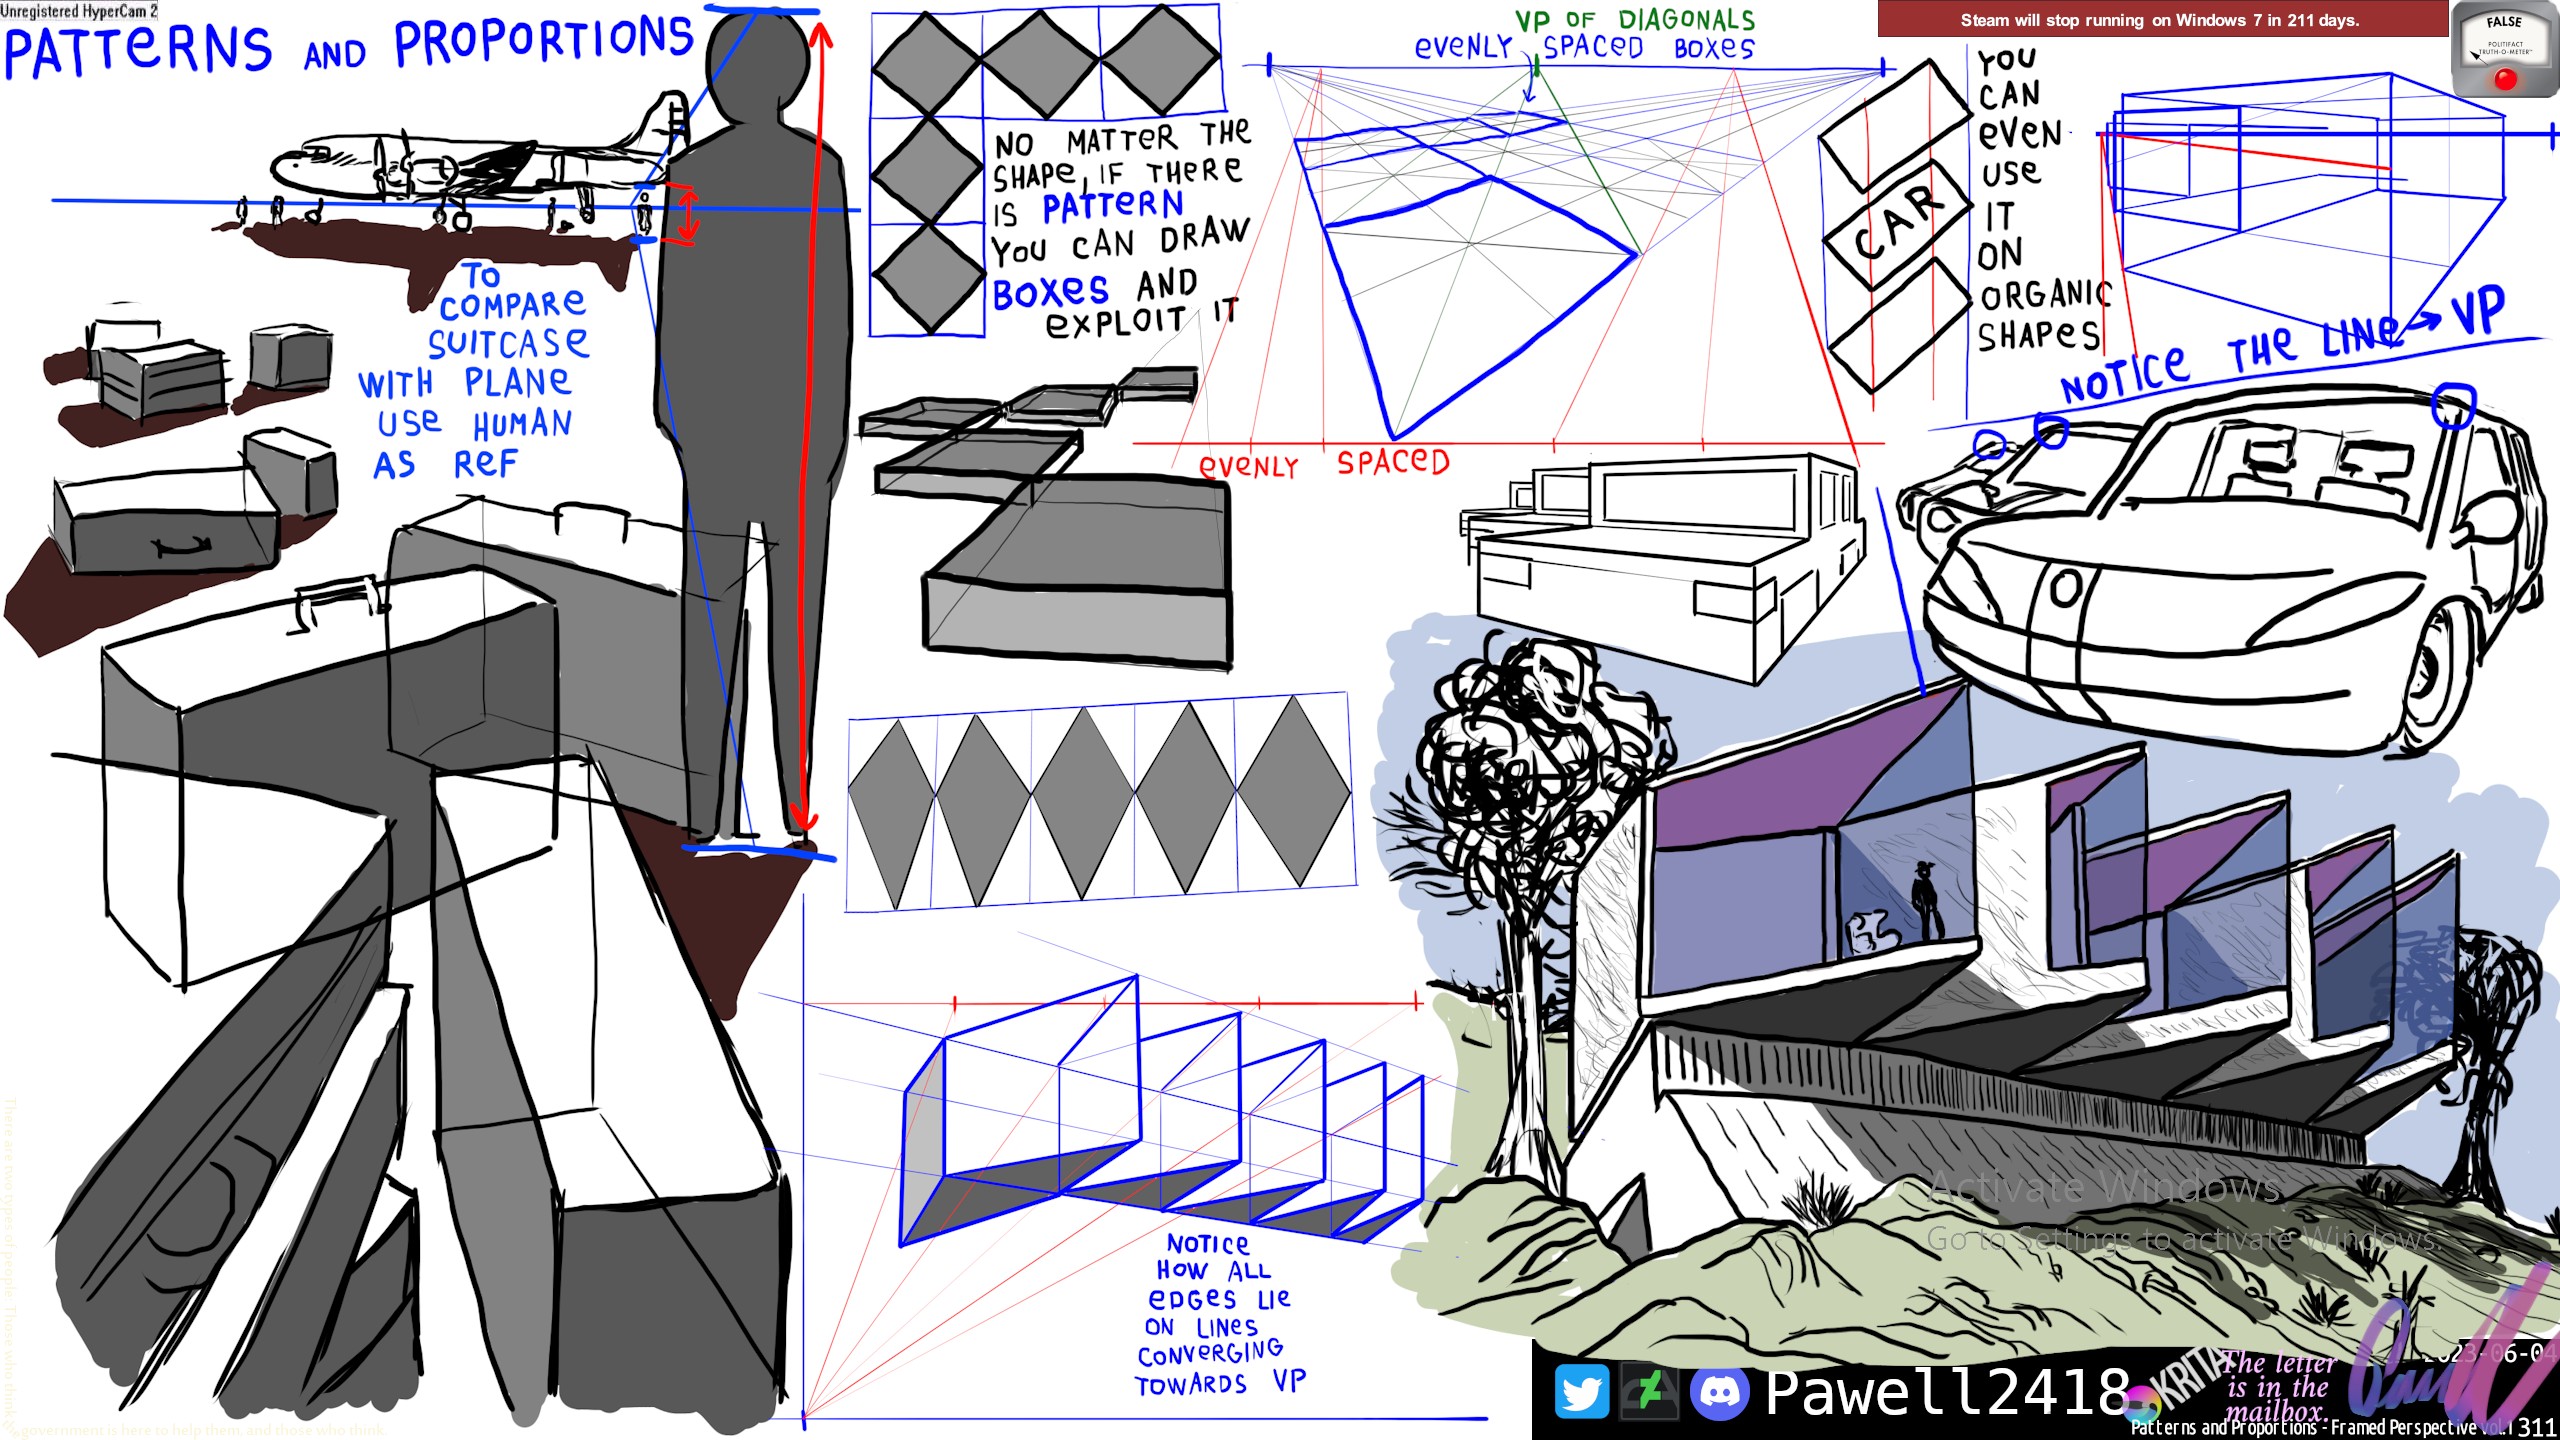 Unregistered HyperCam 2
PATTERNS AND PROPORTIONS
TO
COMPARE
SUITCASE
WITH PLANE
USE HUMAN
AS REF
NO MATTER THE
SHAPE, IF THERE
IS PATTERN
YOU CAN DRAW
BOXES AND
EXPLOIT IT
VP OF DIAGONALS
EVENLY SPACED BOXES
EVENLY SPACED
CAR
YOU
CAN
EVEN
USE
IT
ON
ORGANIC
SHAPES
Steam will stop running on Windows 7 in 211 days.
FALSE
POLITIFACT
TRUTH-O-METER™
NOTICE THE LINE → VP
NOTICE
HOW ALL
EDGES LIE
ON LINES
CONVERGING
TOWARDS VP
Activate Windows
Go to Settings to activate Windows.
There are two types of people: Those who think
government is here to help them, and those who think.
Pawell2418
KRITA
The letter
is in the
mailbox.
2023-06-04
Patterns and Proportions - Framed Perspective vol.1
311